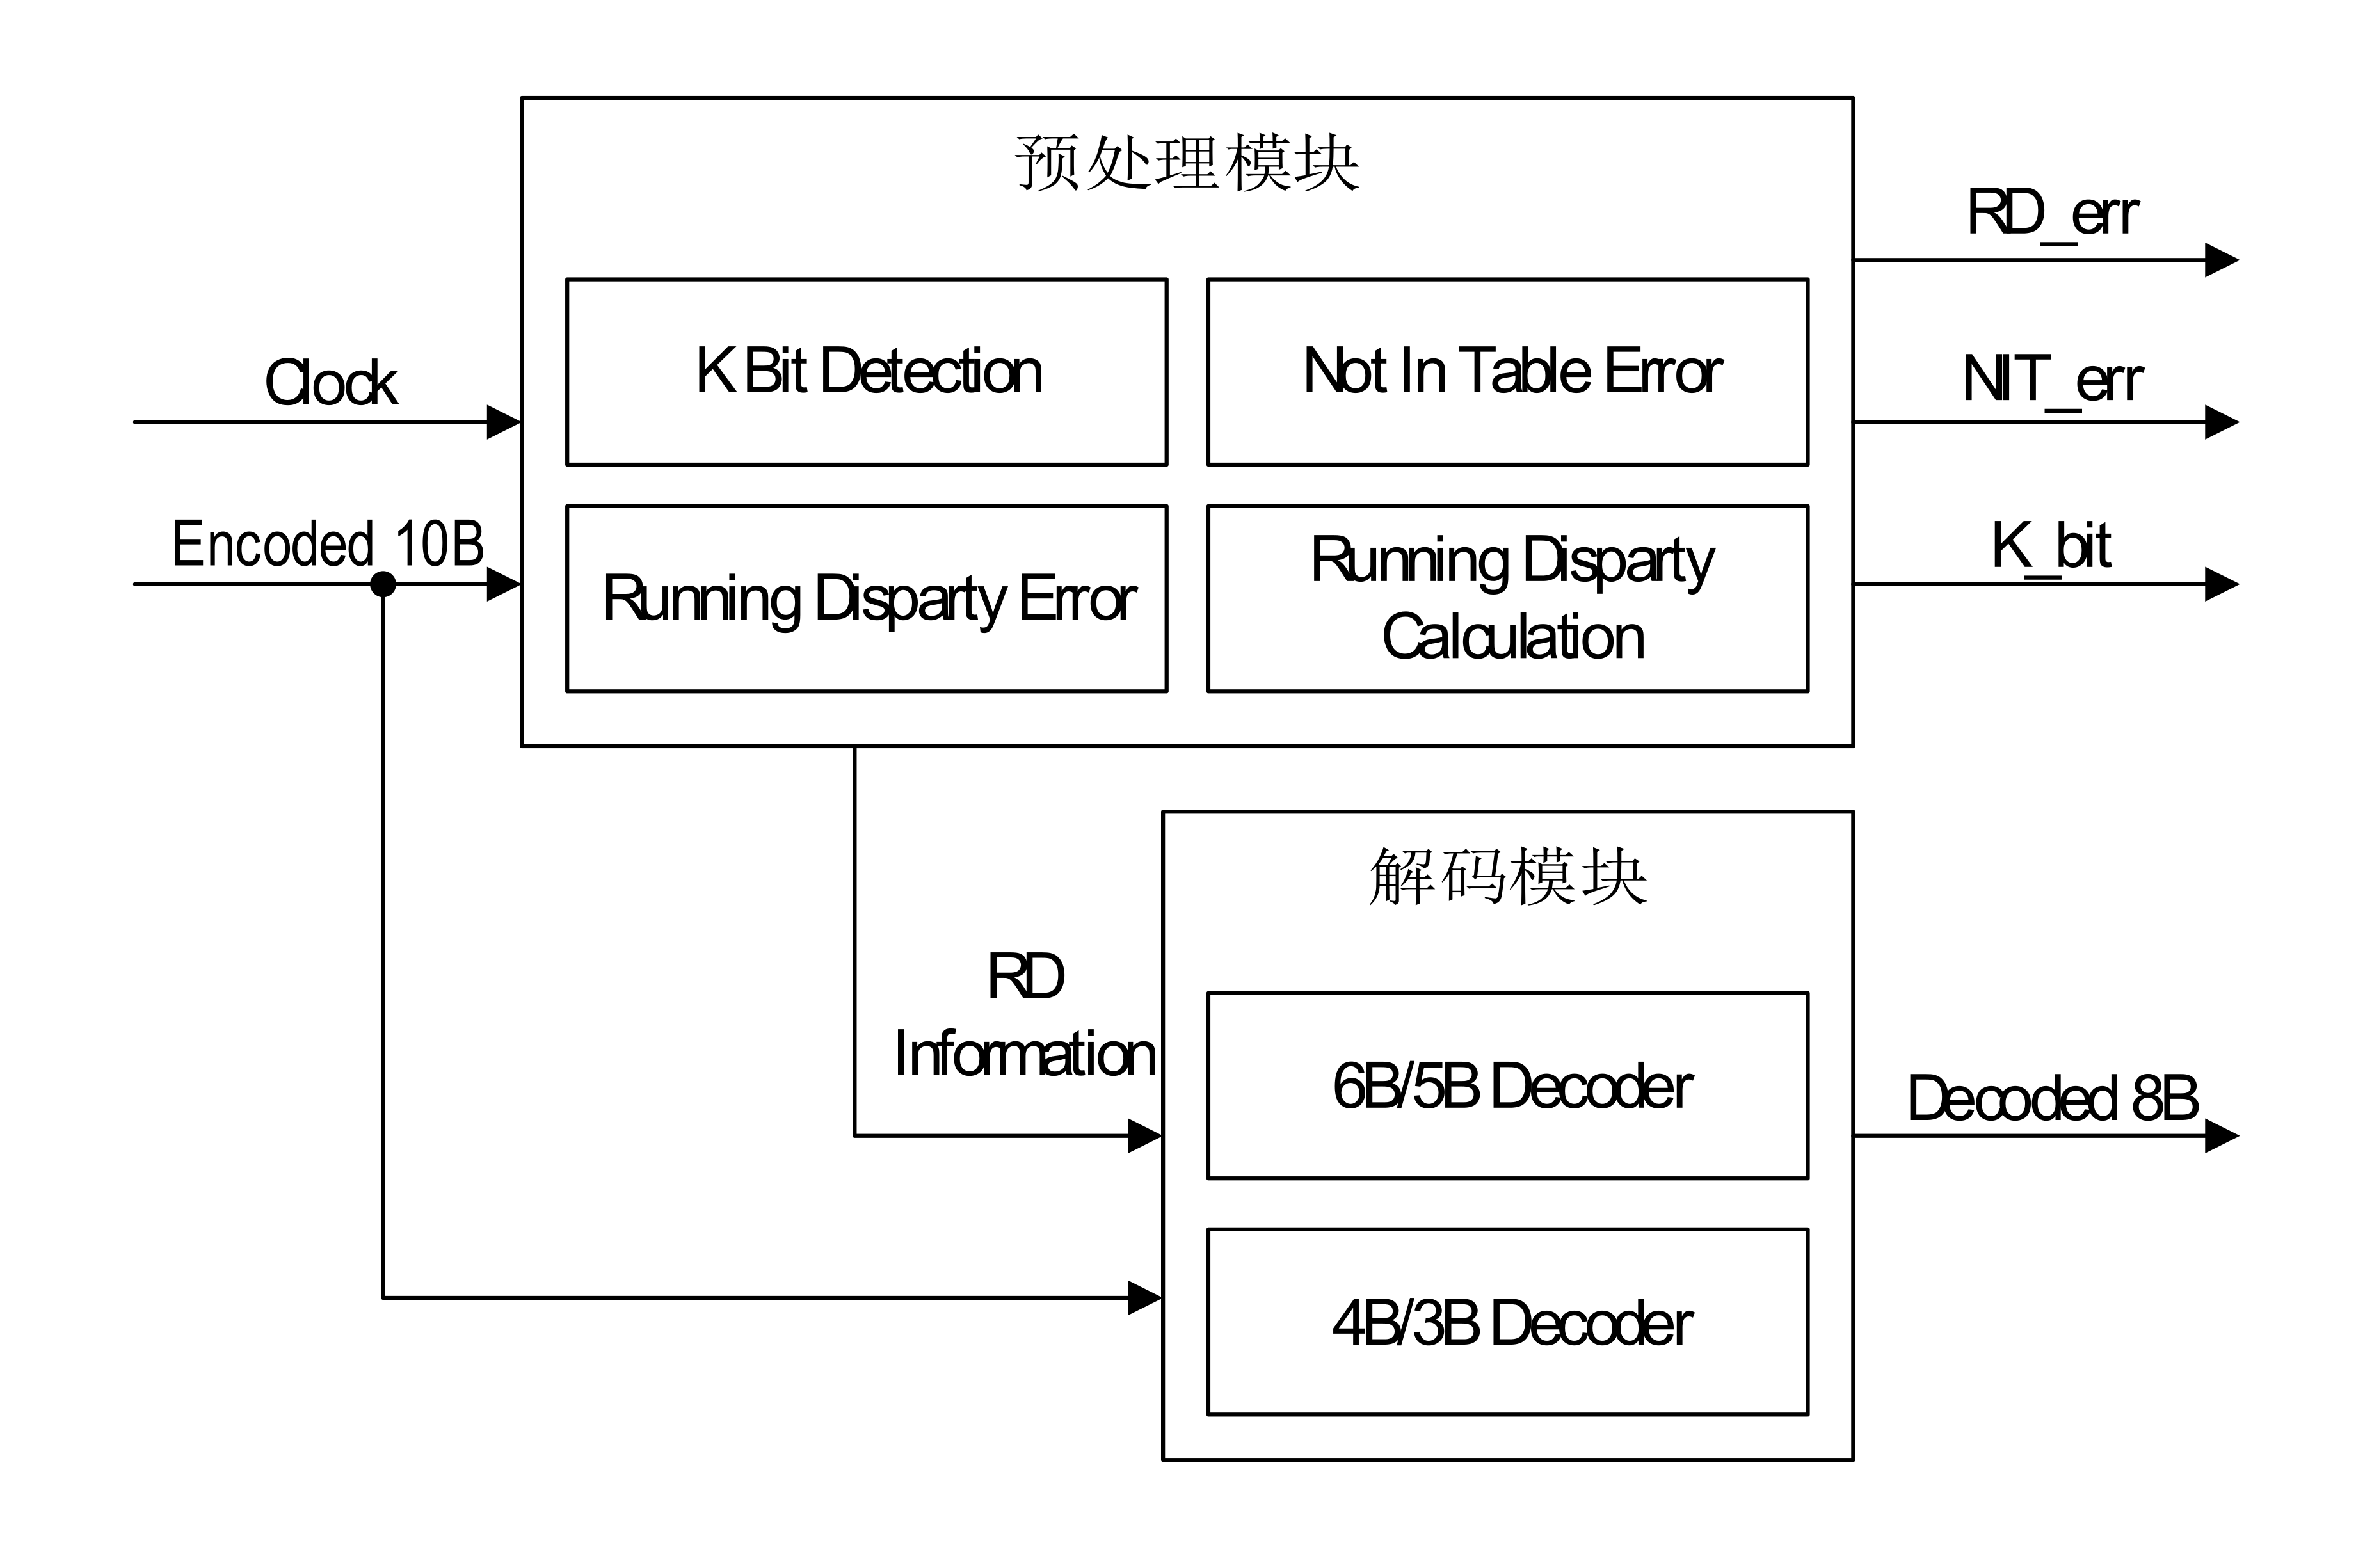 预处理模块
RD_err
K Bit Detection
Not In Table Error
Clock
NIT_err
Encoded 10B
Running Disparty Error
Running Disparty
Calculation
K_bit
解码模块
RD
Information
6B/5B Decoder
Decoded 8B
4B/3B Decoder